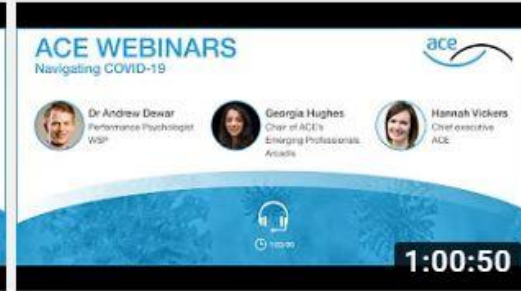 ACE WEBINARS
Navigating COVID-19
ace
Dr Andrew Dewar
Performance Psychologist
WSP
Georgia Hughes
Chair of ACE's
Emerging Professionals
Arcadis
Hannah Vickers
Chief executive
ACE
1:00:50